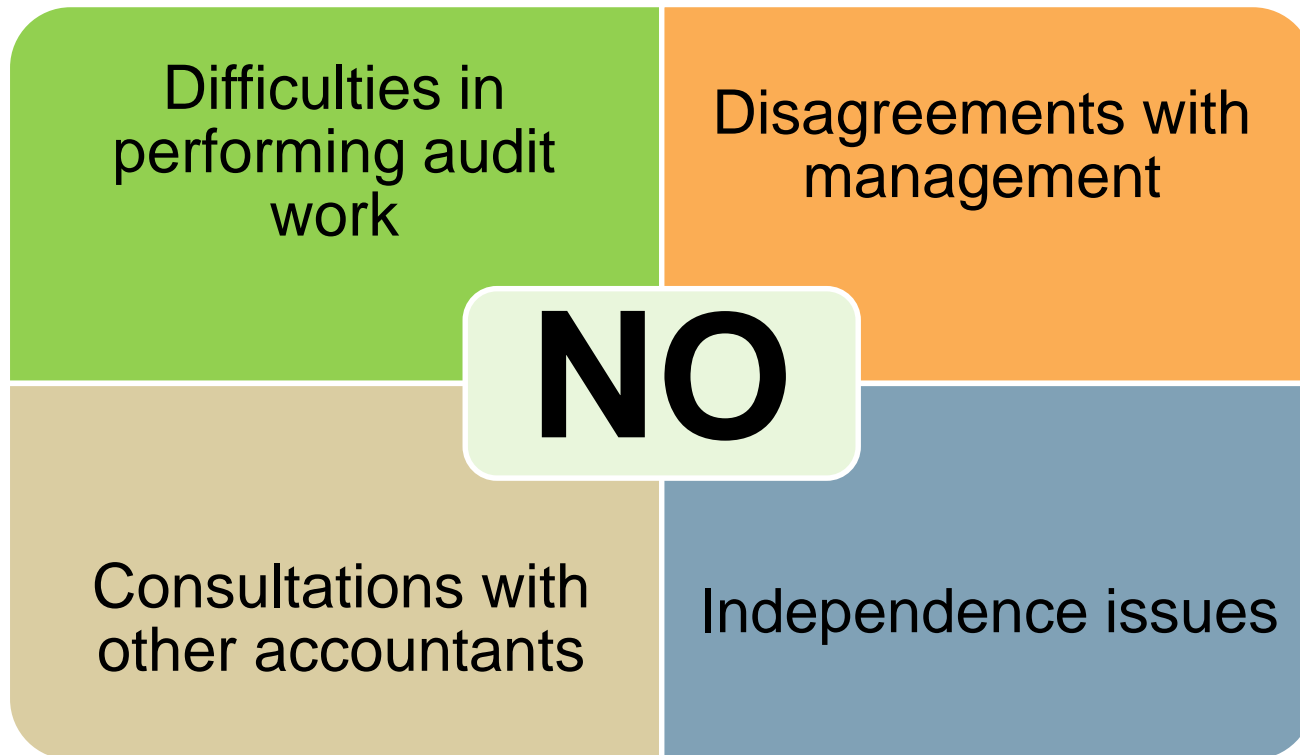 Difficulties in
performing audit
work
Disagreements with
management
NO
Consultations with
other accountants
Independence issues